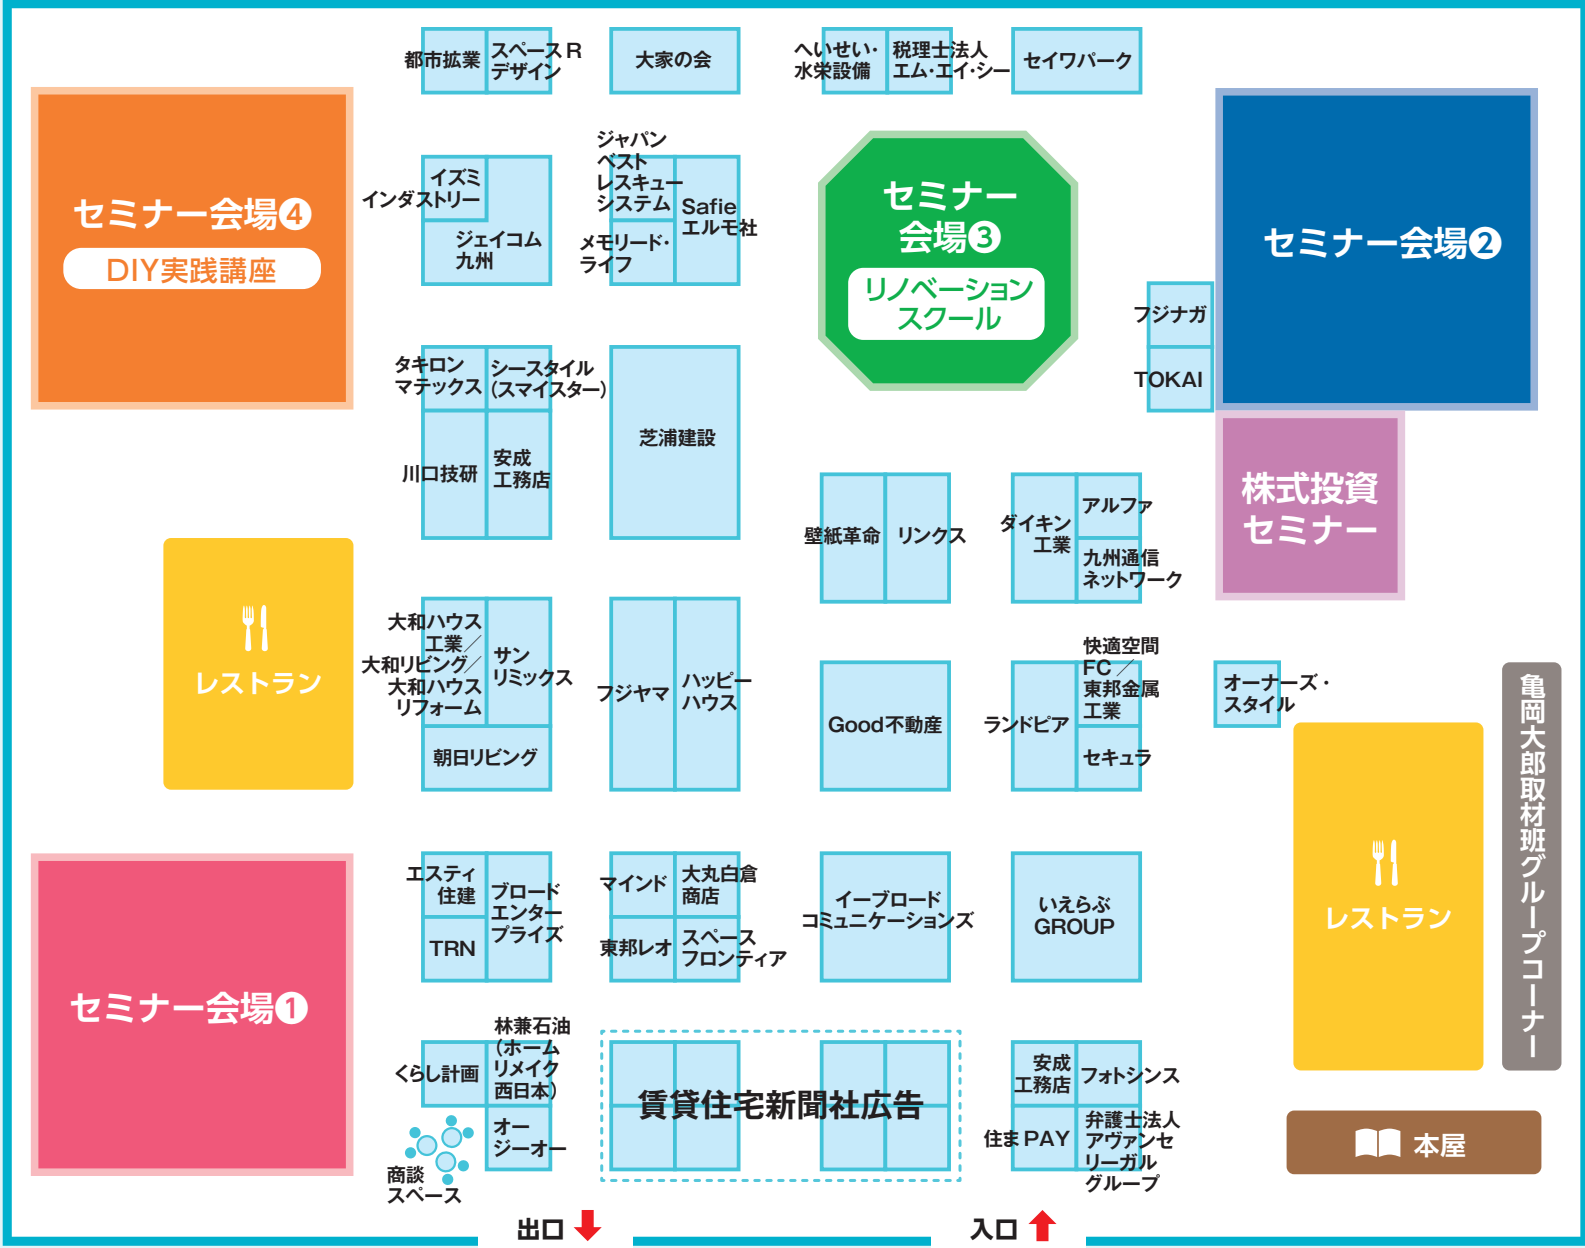 都市拡業
スペースR
デザイン
大家の会
へいせい・
水栄設備
税理士法人
エム・エイ・シー
セイワパーク
セミナー会場❹
DIY実践講座
イズミ
インダストリー
ジェイコム
九州
ジャパン
ベスト
レスキュー
システム
Safie
エルモ社
メモリード・
ライフ
セミナー
会場❸
リノベーション
スクール
セミナー会場❷
フジナガ
TOKAI
タキロン
マテックス
シースタイル
(スマイスター)
川口技研
安成
工務店
芝浦建設
株式投資
セミナー
壁紙革命
リンクス
ダイキン
工業
アルファ
九州通信
ネットワーク
レストラン
大和ハウス
工業／
大和リビング／
大和ハウス
リフォーム
サン
リミックス
朝日リビング
フジヤマ
ハッピー
ハウス
Good不動産
ランドピア
快適空間
FC／
東邦金属
工業
セキュラ
オーナーズ・
スタイル
レストラン
亀岡大郎取材班グループコーナー
セミナー会場❶
エスティ
住建
TRN
ブロード
エンター
プライズ
マインド
大丸白倉
商店
東邦レオ
スペース
フロンティア
イーブロード
コミュニケーションズ
いえらぶ
GROUP
くらし計画
林兼石油
(ホーム
リメイク
西日本)
オー
ジーオー
商談
スペース
賃貸住宅新聞社広告
安成
工務店
フォトシンス
住まPAY
弁護士法人
アヴァンセ
リーガル
グループ
本屋
出口
入口